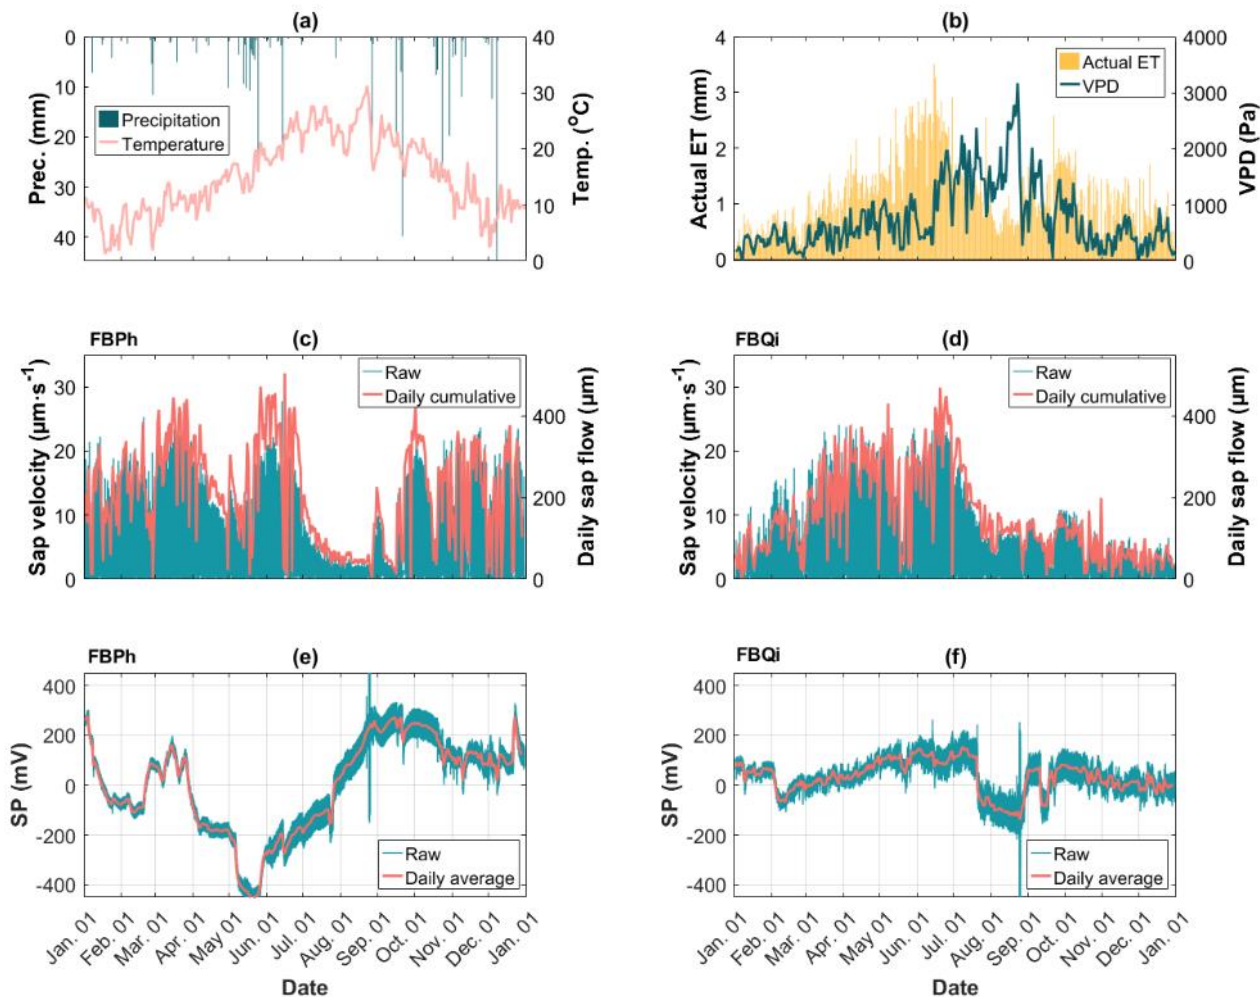 (a)
0
10
20
30
40
Prec. (mm)
Precipitation
Temperature
40
30
20
10
0
Temp. (°C)
(b)
4
3
2
1
0
Actual ET (mm)
Actual ET
VPD
4000
3000
2000
1000
0
VPD (Pa)
FBPh
(c)
30
20
10
0
Sap velocity (μm·s⁻¹)
Raw
Daily cumulative
400
200
0
Daily sap flow (μm)
FBQi
(d)
30
20
10
0
Sap velocity (μm·s⁻¹)
Raw
Daily cumulative
400
200
0
Daily sap flow (μm)
FBPh
(e)
400
200
0
-200
-400
SP (mV)
Raw
Daily average
Jan. 01
Feb. 01
Mar. 01
Apr. 01
May 01
Jun. 01
Jul. 01
Aug. 01
Sep. 01
Oct. 01
Nov. 01
Dec. 01
Jan. 01
Date
FBQi
(f)
400
200
0
-200
-400
SP (mV)
Raw
Daily average
Jan. 01
Feb. 01
Mar. 01
Apr. 01
May 01
Jun. 01
Jul. 01
Aug. 01
Sep. 01
Oct. 01
Nov. 01
Dec. 01
Jan. 01
Date